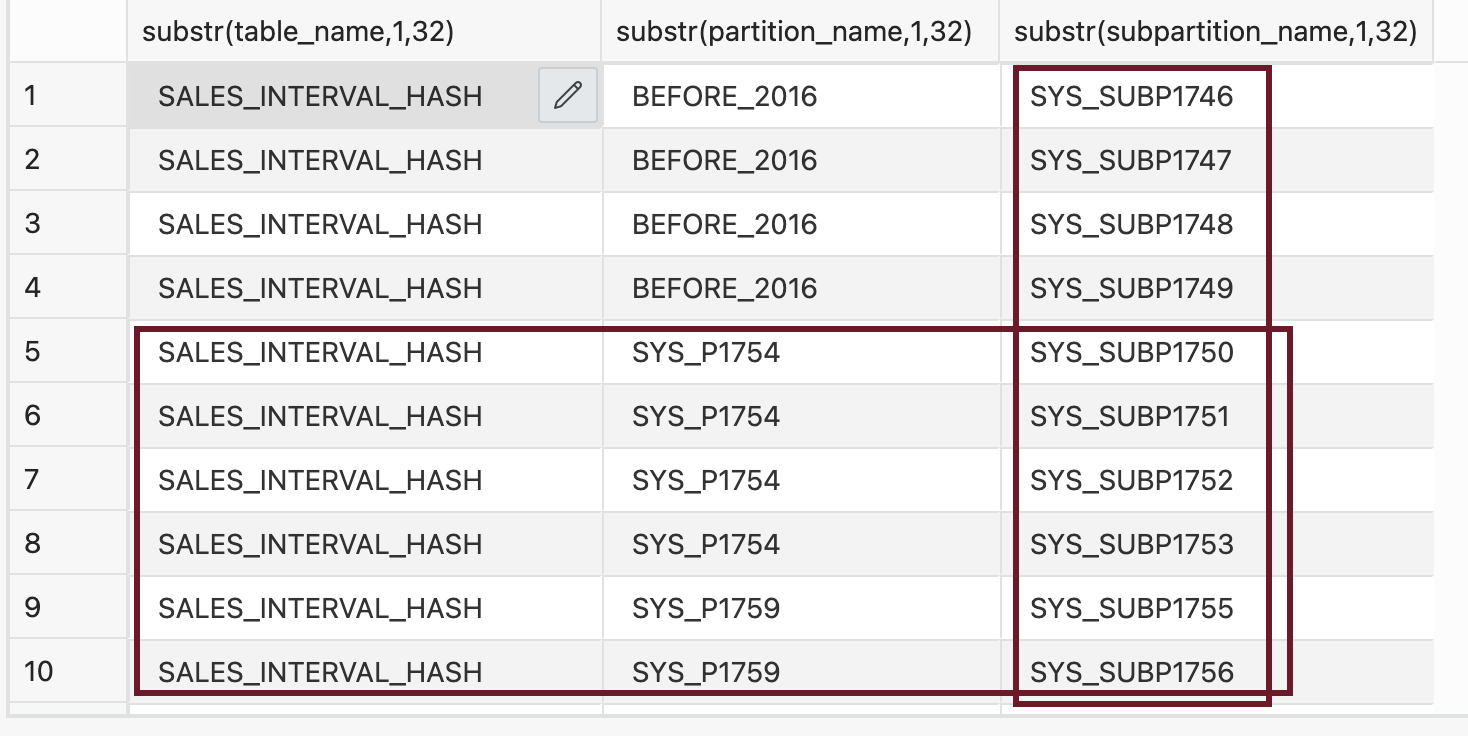 substr(table_name,1,32) substr(partition_name,1,32) substr(subpartition_name,1,32)
1 SALES_INTERVAL_HASH BEFORE_2016 SYS_SUBP1746
2 SALES_INTERVAL_HASH BEFORE_2016 SYS_SUBP1747
3 SALES_INTERVAL_HASH BEFORE_2016 SYS_SUBP1748
4 SALES_INTERVAL_HASH BEFORE_2016 SYS_SUBP1749
5 SALES_INTERVAL_HASH SYS_P1754 SYS_SUBP1750
6 SALES_INTERVAL_HASH SYS_P1754 SYS_SUBP1751
7 SALES_INTERVAL_HASH SYS_P1754 SYS_SUBP1752
8 SALES_INTERVAL_HASH SYS_P1754 SYS_SUBP1753
9 SALES_INTERVAL_HASH SYS_P1759 SYS_SUBP1755
10 SALES_INTERVAL_HASH SYS_P1759 SYS_SUBP1756